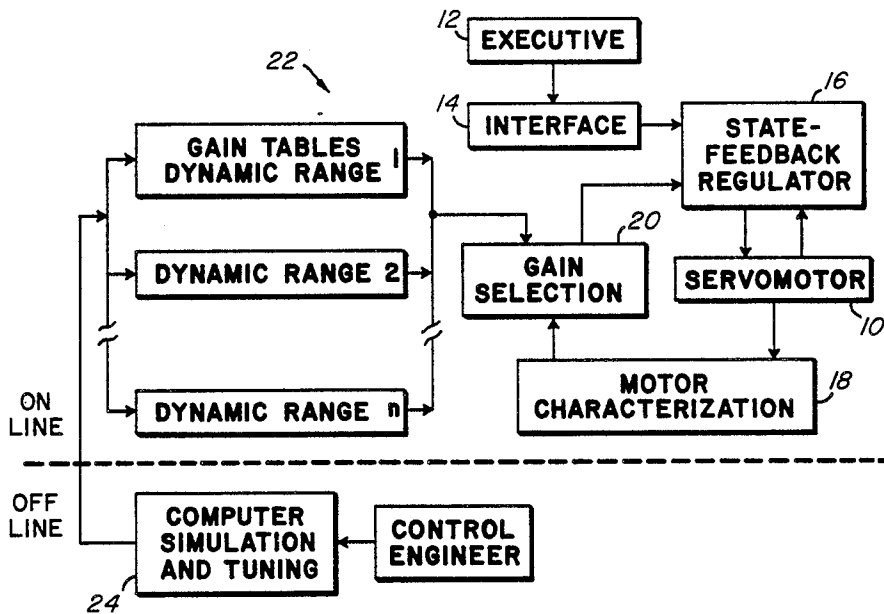 12
EXECUTIVE
22
14
INTERFACE
16
STATE-
FEEDBACK
REGULATOR
GAIN TABLES
DYNAMIC RANGE 1
20
GAIN
SELECTION
DYNAMIC RANGE 2
SERVOMOTOR
10
MOTOR
CHARACTERIZATION
18
DYNAMIC RANGE n
ON
LINE
OFF
LINE
COMPUTER
SIMULATION
AND TUNING
24
CONTROL
ENGINEER